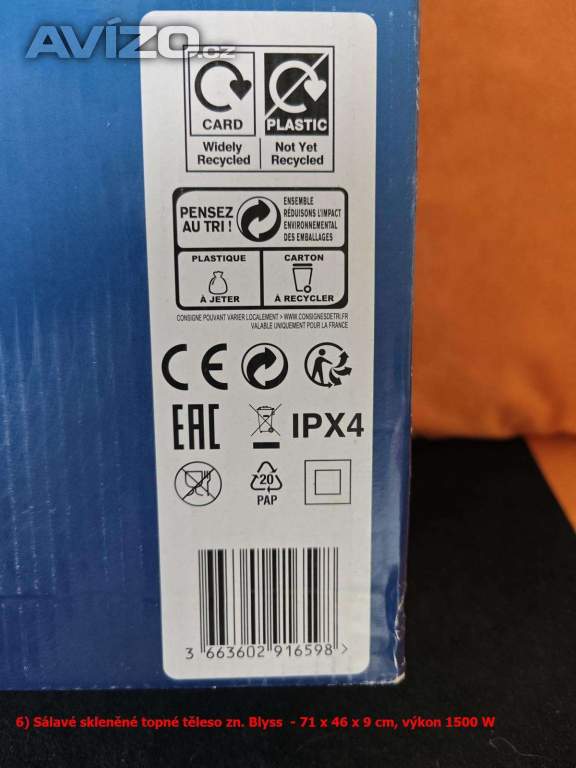 AVÍZO.cz
CARD
PLASTIC
Widely
Recycled
Not Yet
Recycled
PENSEZ
AU TRI !
ENSEMBLE
RÉDUISONS L'IMPACT
ENVIRONNEMENTAL
DES EMBALLAGES
PLASTIQUE
À JETER
CARTON
À RECYCLER
CONSIGNE POUVANT VARIER LOCALEMENT > WWW.CONSIGNESDETRI.FR
VALABLE UNIQUEMENT POUR LA FRANCE
CE
EAC
IPX4
20
PAP
3 663602 916598 >
6) Sálavé skleněné topné těleso zn. Blyss - 71 x 46 x 9 cm, výkon 1500 W